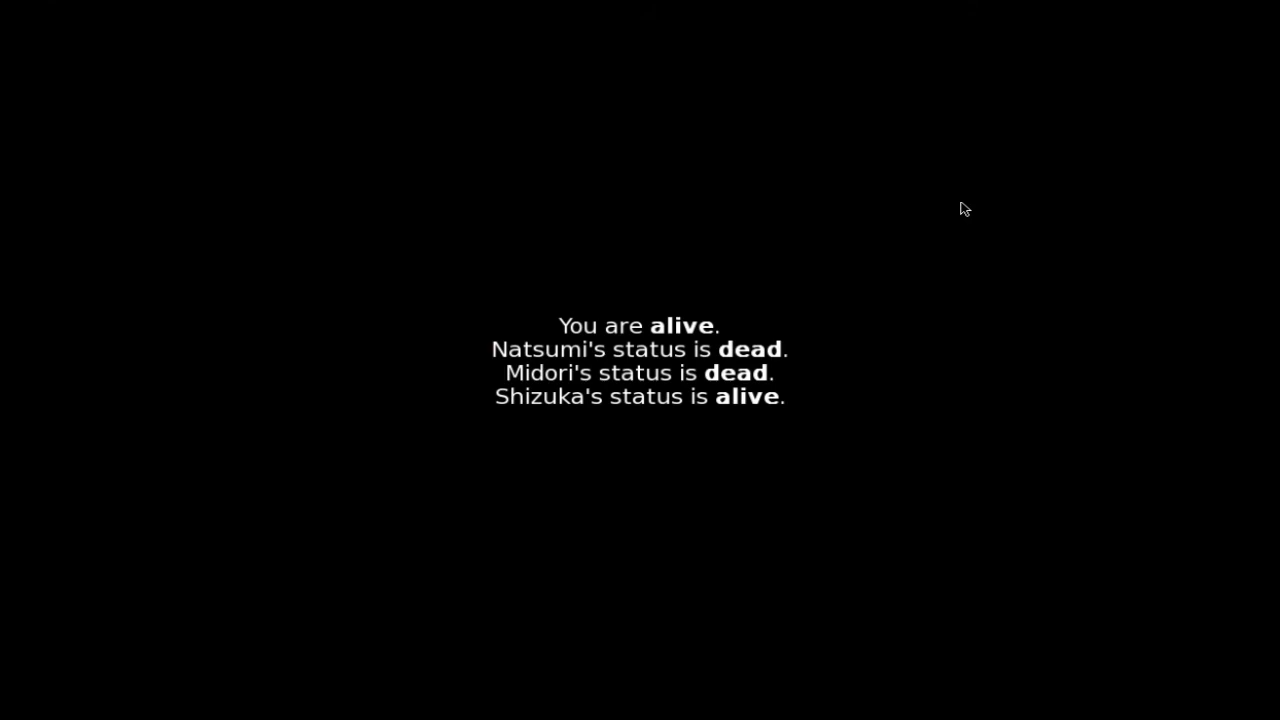 You are alive.
Natsumi's status is dead.
Midori's status is dead.
Shizuka's status is alive.